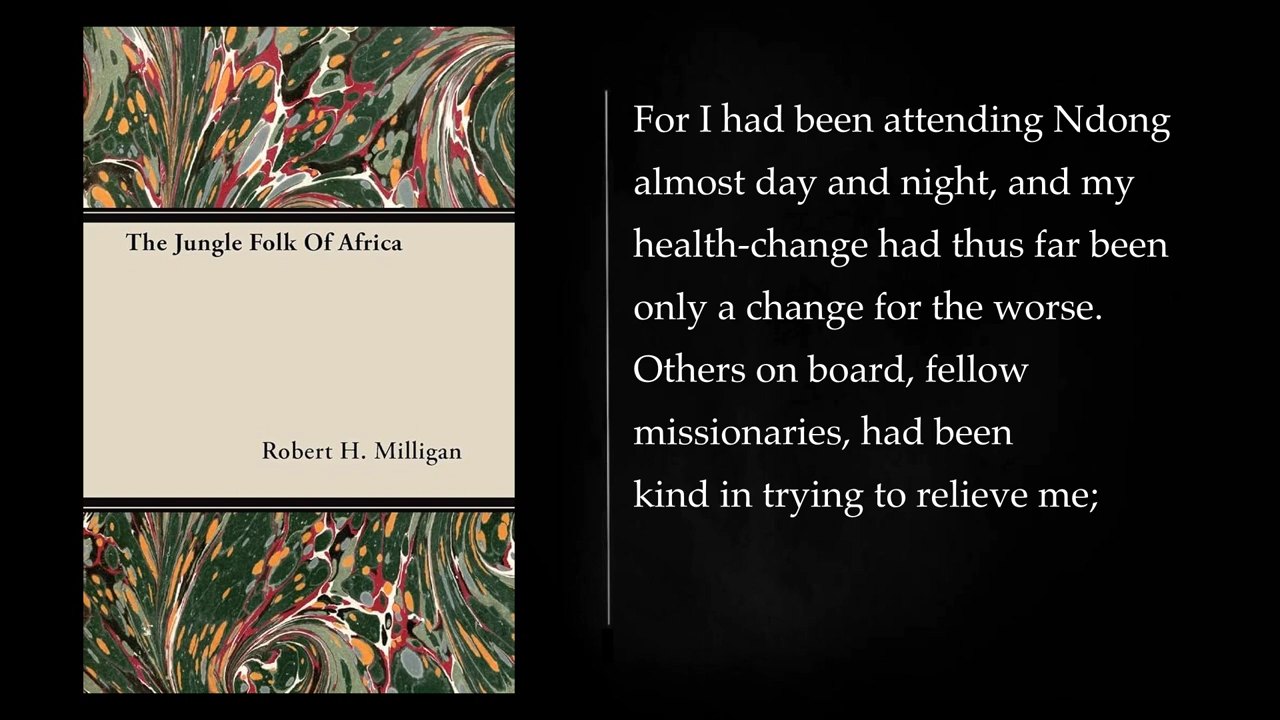 The Jungle Folk Of Africa
Robert H. Milligan
For I had been attending Ndong
almost day and night, and my
health-change had thus far been
only a change for the worse.
Others on board, fellow
missionaries, had been
kind in trying to relieve me;